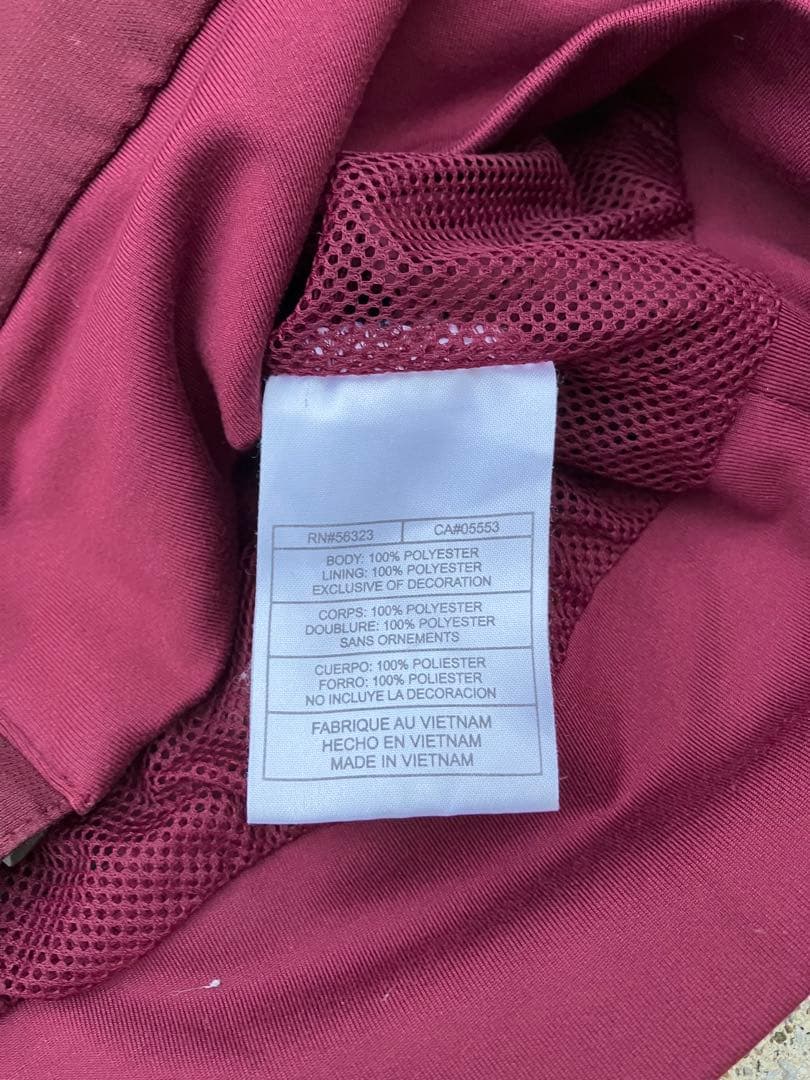 RN#56323 CA#05553
BODY: 100% POLYESTER
LINING: 100% POLYESTER
EXCLUSIVE OF DECORATION
CORPS: 100% POLYESTER
DOUBLURE: 100% POLYESTER
SANS ORNEMENTS
CUERPO: 100% POLIESTER
FORRO: 100% POLIESTER
NO INCLUYE LA DECORACION
FABRIQUE AU VIETNAM
HECHO EN VIETNAM
MADE IN VIETNAM